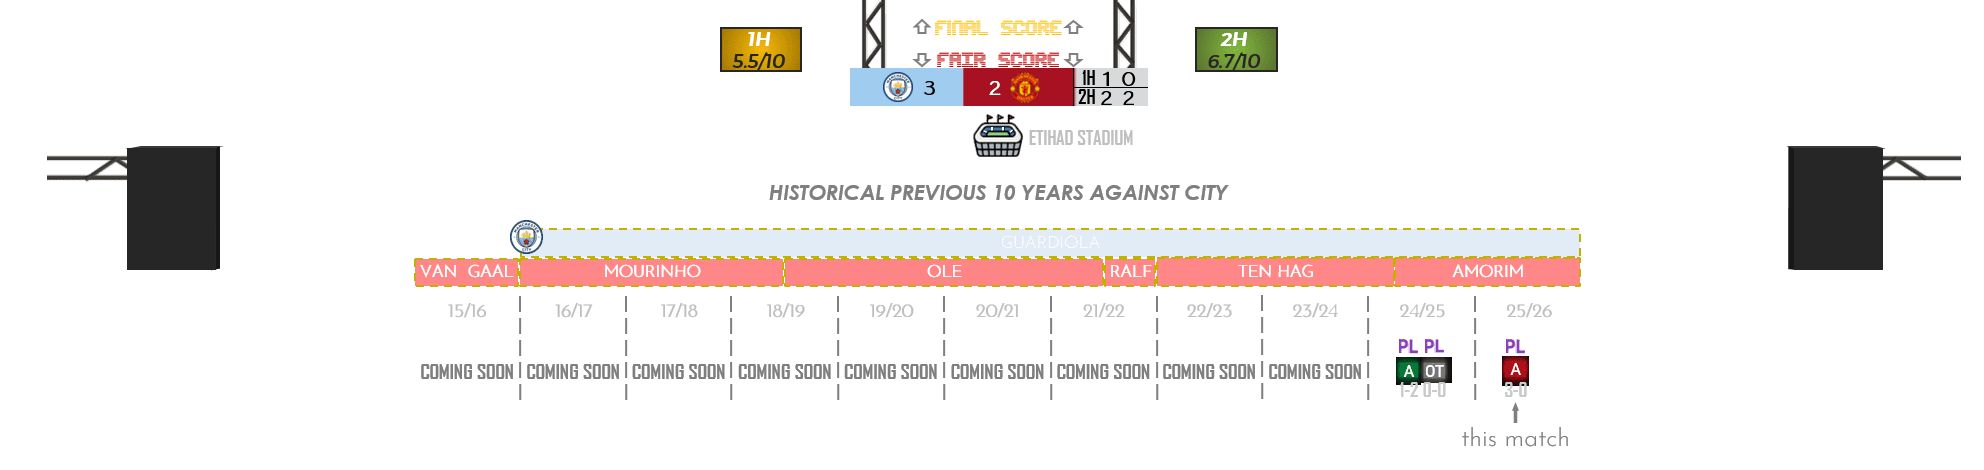 FINAL SCORE
FAIR SCORE
1H
5.5/10
2H
6.7/10
3 2
1H 1 0
2H 2 2
ETIHAD STADIUM
HISTORICAL PREVIOUS 10 YEARS AGAINST CITY
GUARDIOLA
VAN GAAL MOURINHO OLE RALF TEN HAG AMORIM
15/16 16/17 17/18 18/19 19/20 20/21 21/22 22/23 23/24 24/25 25/26
PL PL PL
COMING SOON COMING SOON COMING SOON COMING SOON COMING SOON COMING SOON COMING SOON COMING SOON COMING SOON A OT A
1-2 0-0 3-0
this match